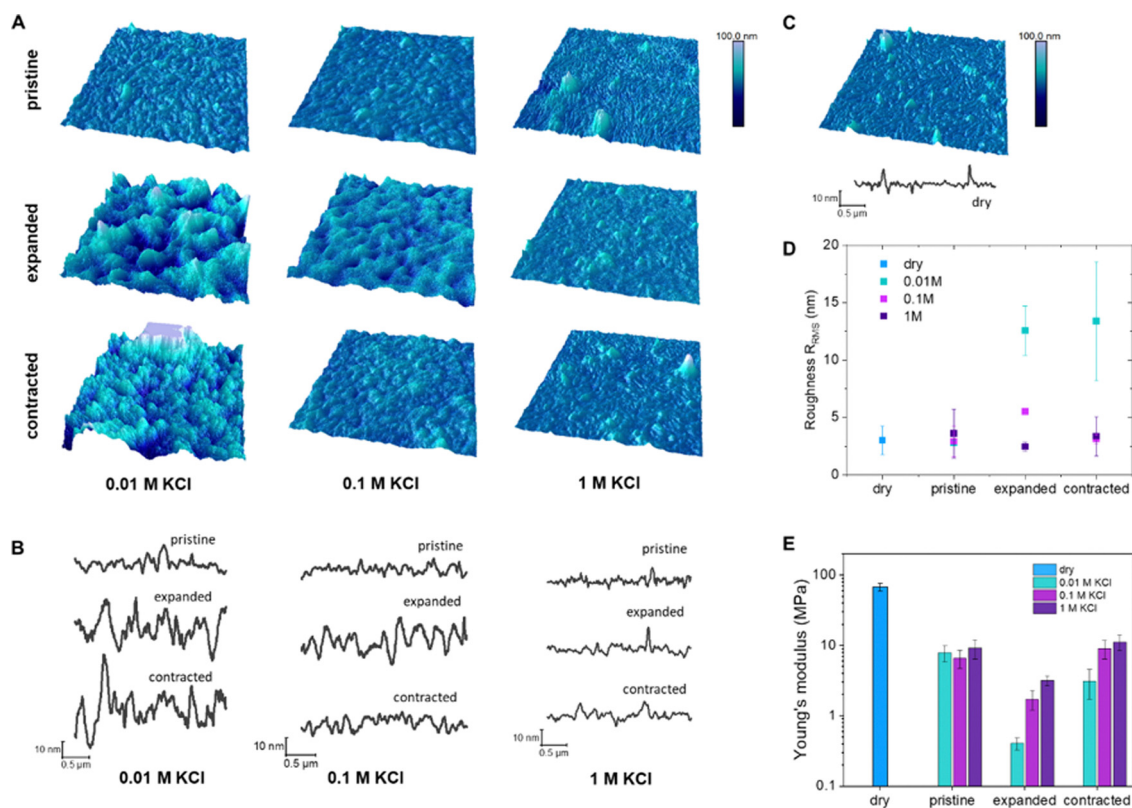 A
pristine
expanded
contracted
100.0 nm
0.01 M KCl
0.1 M KCl
1 M KCl
B
pristine
expanded
contracted
10 nm
0.5 µm
0.01 M KCl
pristine
expanded
contracted
10 nm
0.5 µm
0.1 M KCl
pristine
expanded
contracted
10 nm
0.5 µm
1 M KCl
C
100.0 nm
10 nm
0.5 µm
dry
D
Roughness R_RMS (nm)
20
15
10
5
0
dry
0.01M
0.1M
1M
dry pristine expanded contracted
E
Young's modulus (MPa)
100
10
1
0.1
dry
0.01 M KCl
0.1 M KCl
1 M KCl
dry pristine expanded contracted